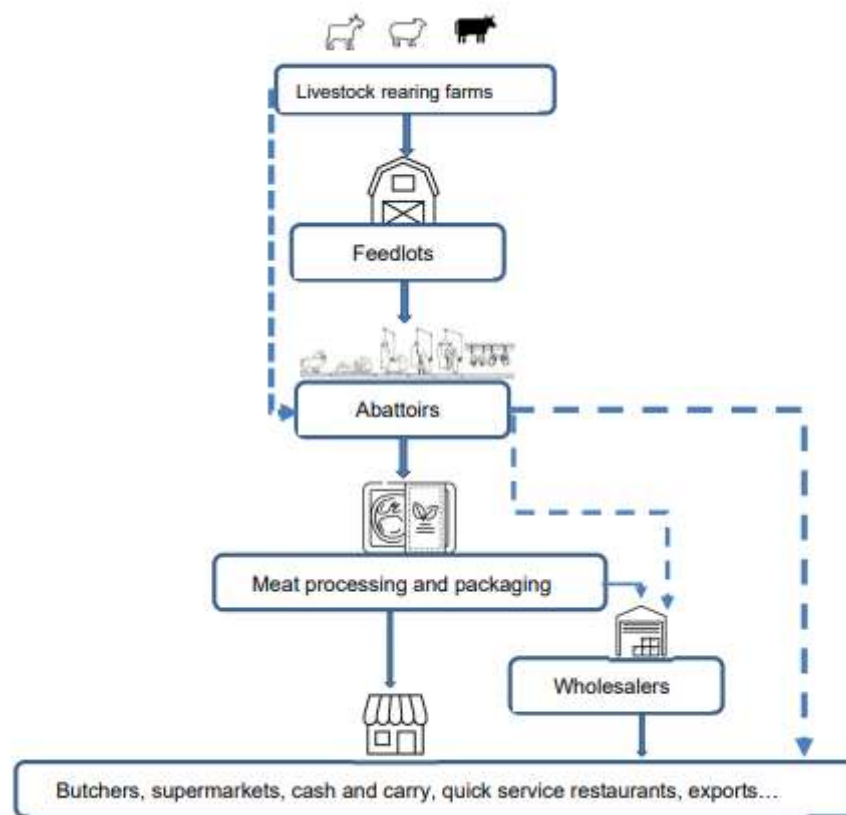 Livestock rearing farms
Feedlots
Abattoirs
Meat processing and packaging
Wholesalers
Butchers, supermarkets, cash and carry, quick service restaurants, exports…